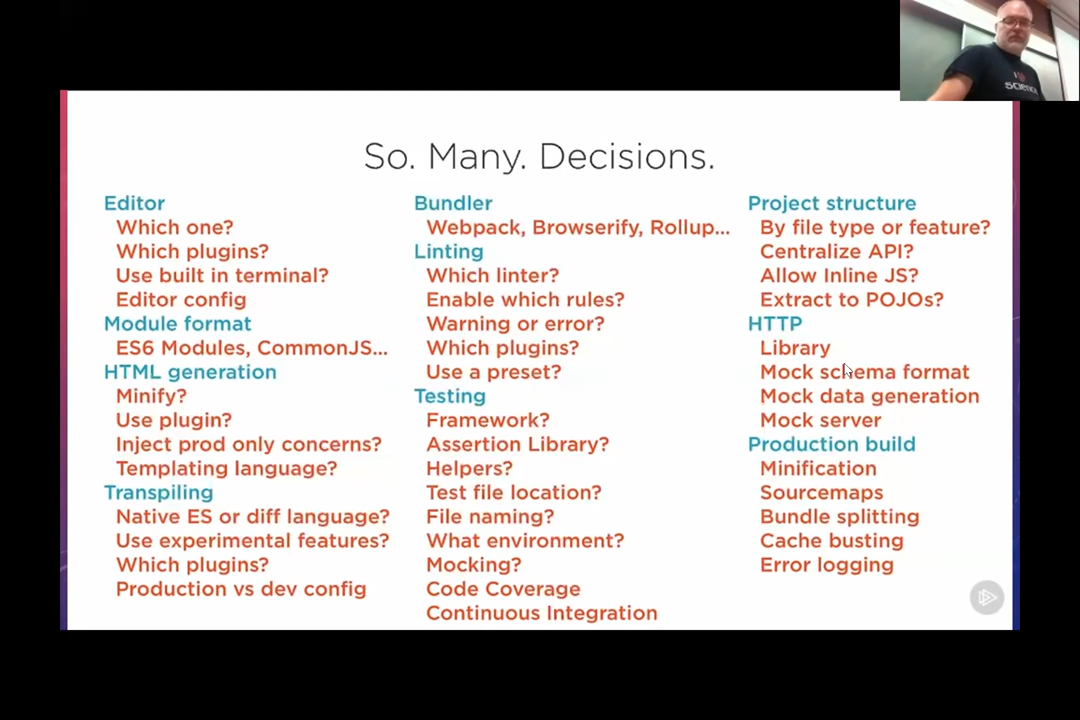 So. Many. Decisions.
Editor
Which one?
Which plugins?
Use built in terminal?
Editor config
Module format
ES6 Modules, CommonJS...
HTML generation
Minify?
Use plugin?
Inject prod only concerns?
Templating language?
Transpiling
Native ES or diff language?
Use experimental features?
Which plugins?
Production vs dev config
Bundler
Webpack, Browserify, Rollup...
Linting
Which linter?
Enable which rules?
Warning or error?
Which plugins?
Use a preset?
Testing
Framework?
Assertion Library?
Helpers?
Test file location?
File naming?
What environment?
Mocking?
Code Coverage
Continuous Integration
Project structure
By file type or feature?
Centralize API?
Allow Inline JS?
Extract to POJOs?
HTTP
Library
Mock schema format
Mock data generation
Mock server
Production build
Minification
Sourcemaps
Bundle splitting
Cache busting
Error logging
I
science